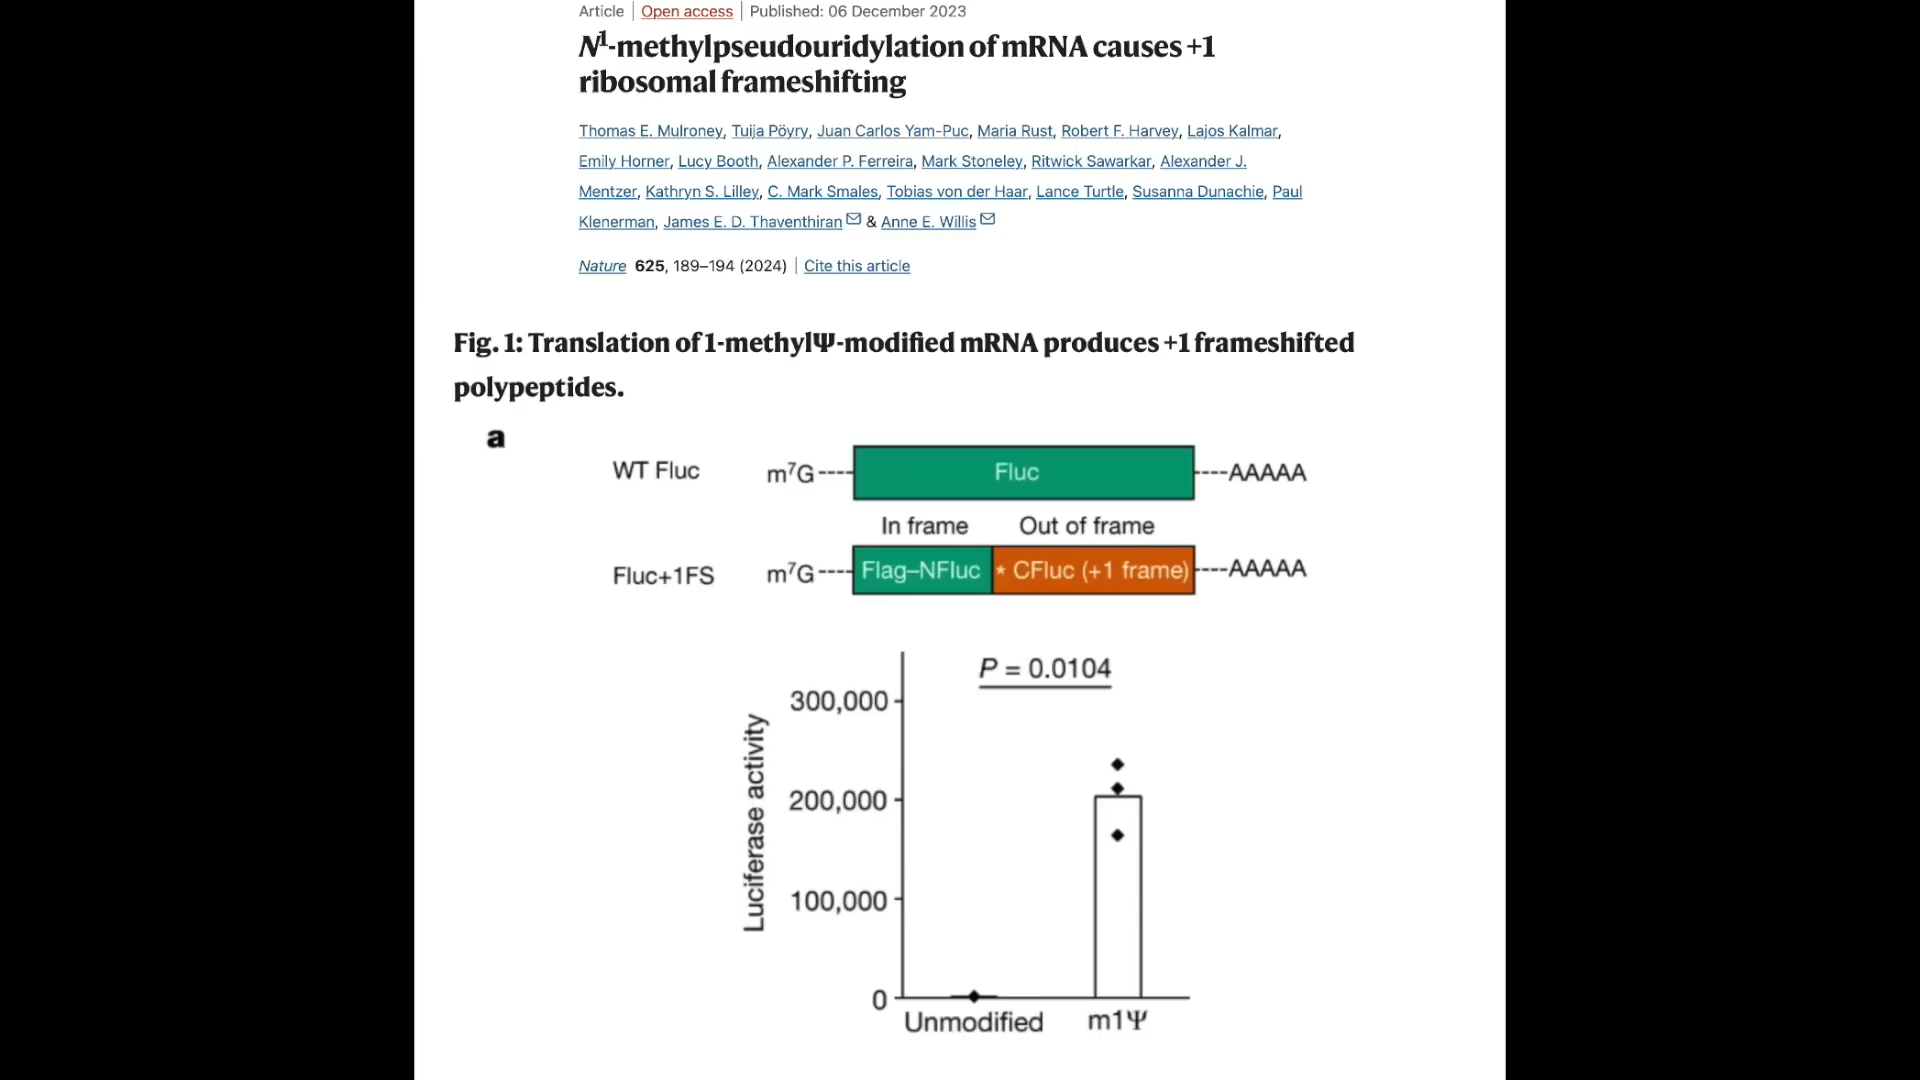 Article | Open access | Published: 06 December 2023
N¹-methylpseudouridylation of mRNA causes +1
ribosomal frameshifting
Thomas E. Mulroney, Tuija Pöyry, Juan Carlos Yam-Puc, Maria Rust, Robert F. Harvey, Lajos Kalmar,
Emily Horner, Lucy Booth, Alexander P. Ferreira, Mark Stoneley, Ritwick Sawarkar, Alexander J.
Mentzer, Kathryn S. Lilley, C. Mark Smales, Tobias von der Haar, Lance Turtle, Susanna Dunachie, Paul
Klenerman, James E. D. Thaventhiran & Anne E. Willis
Nature 625, 189–194 (2024) | Cite this article
Fig. 1: Translation of 1-methylΨ-modified mRNA produces +1 frameshifted
polypeptides.
a
WT Fluc m⁷G----Fluc----AAAAA
In frame Out of frame
Fluc+1FS m⁷G----Flag–NFluc * CFluc (+1 frame)----AAAAA
P = 0.0104
Luciferase activity
300,000
200,000
100,000
0
Unmodified m1Ψ